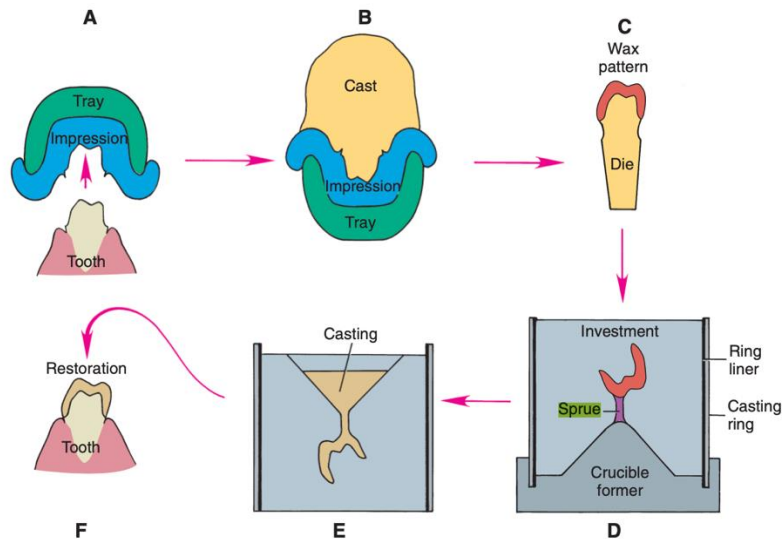 A
B
C
Tray
Impression
Tooth
Cast
Impression
Tray
Wax
pattern
Die
Restoration
Tooth
Casting
Investment
Sprue
Crucible
former
Ring
liner
Casting
ring
F
E
D